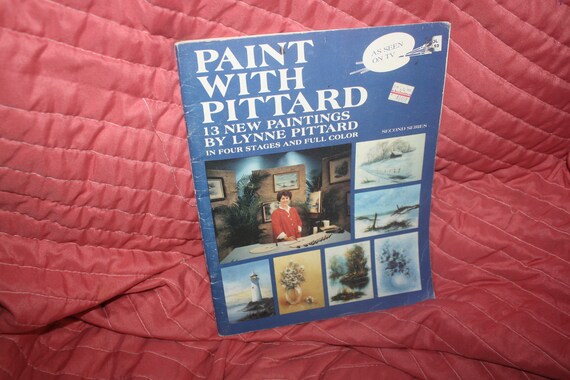 PAINT
WITH
PITTARD
13 NEW PAINTINGS
BY LYNNE PITTARD
IN FOUR STAGES AND FULL COLOR
AS SEEN
ON TV
SECOND SERIES